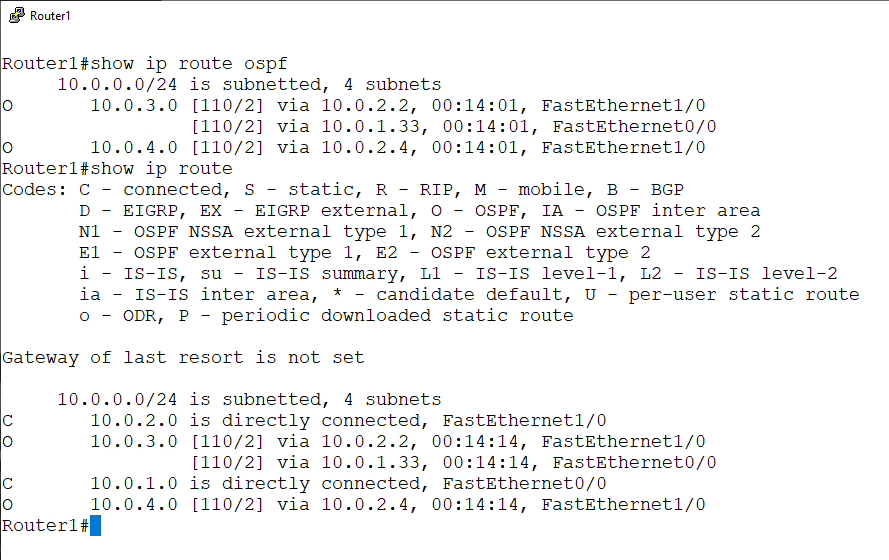 Router1
Router1#show ip route ospf
     10.0.0.0/24 is subnetted, 4 subnets
O       10.0.3.0 [110/2] via 10.0.2.2, 00:14:01, FastEthernet1/0
                 [110/2] via 10.0.1.33, 00:14:01, FastEthernet0/0
O       10.0.4.0 [110/2] via 10.0.2.4, 00:14:01, FastEthernet1/0
Router1#show ip route
Codes: C - connected, S - static, R - RIP, M - mobile, B - BGP
       D - EIGRP, EX - EIGRP external, O - OSPF, IA - OSPF inter area
       N1 - OSPF NSSA external type 1, N2 - OSPF NSSA external type 2
       E1 - OSPF external type 1, E2 - OSPF external type 2
       i - IS-IS, su - IS-IS summary, L1 - IS-IS level-1, L2 - IS-IS level-2
       ia - IS-IS inter area, * - candidate default, U - per-user static route
       o - ODR, P - periodic downloaded static route

Gateway of last resort is not set

     10.0.0.0/24 is subnetted, 4 subnets
C       10.0.2.0 is directly connected, FastEthernet1/0
O       10.0.3.0 [110/2] via 10.0.2.2, 00:14:14, FastEthernet1/0
                 [110/2] via 10.0.1.33, 00:14:14, FastEthernet0/0
C       10.0.1.0 is directly connected, FastEthernet0/0
O       10.0.4.0 [110/2] via 10.0.2.4, 00:14:14, FastEthernet1/0
Router1#